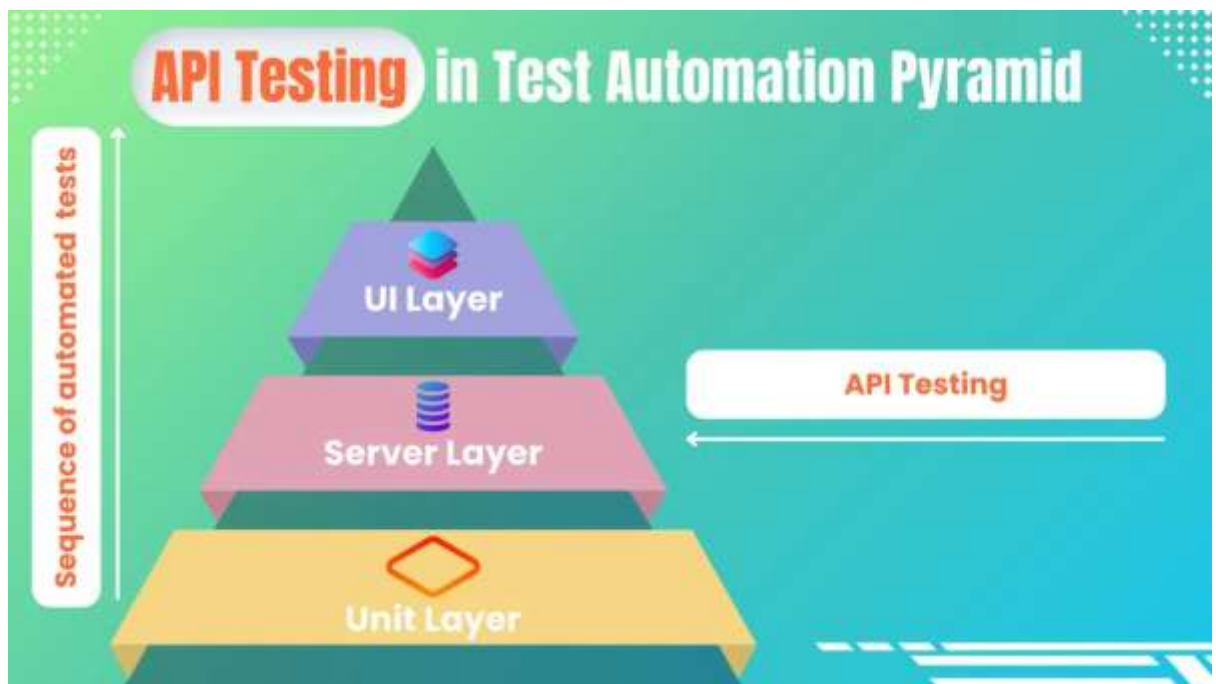 API Testing in Test Automation Pyramid
Sequence of automated tests
UI Layer
API Testing
Server Layer
Unit Layer